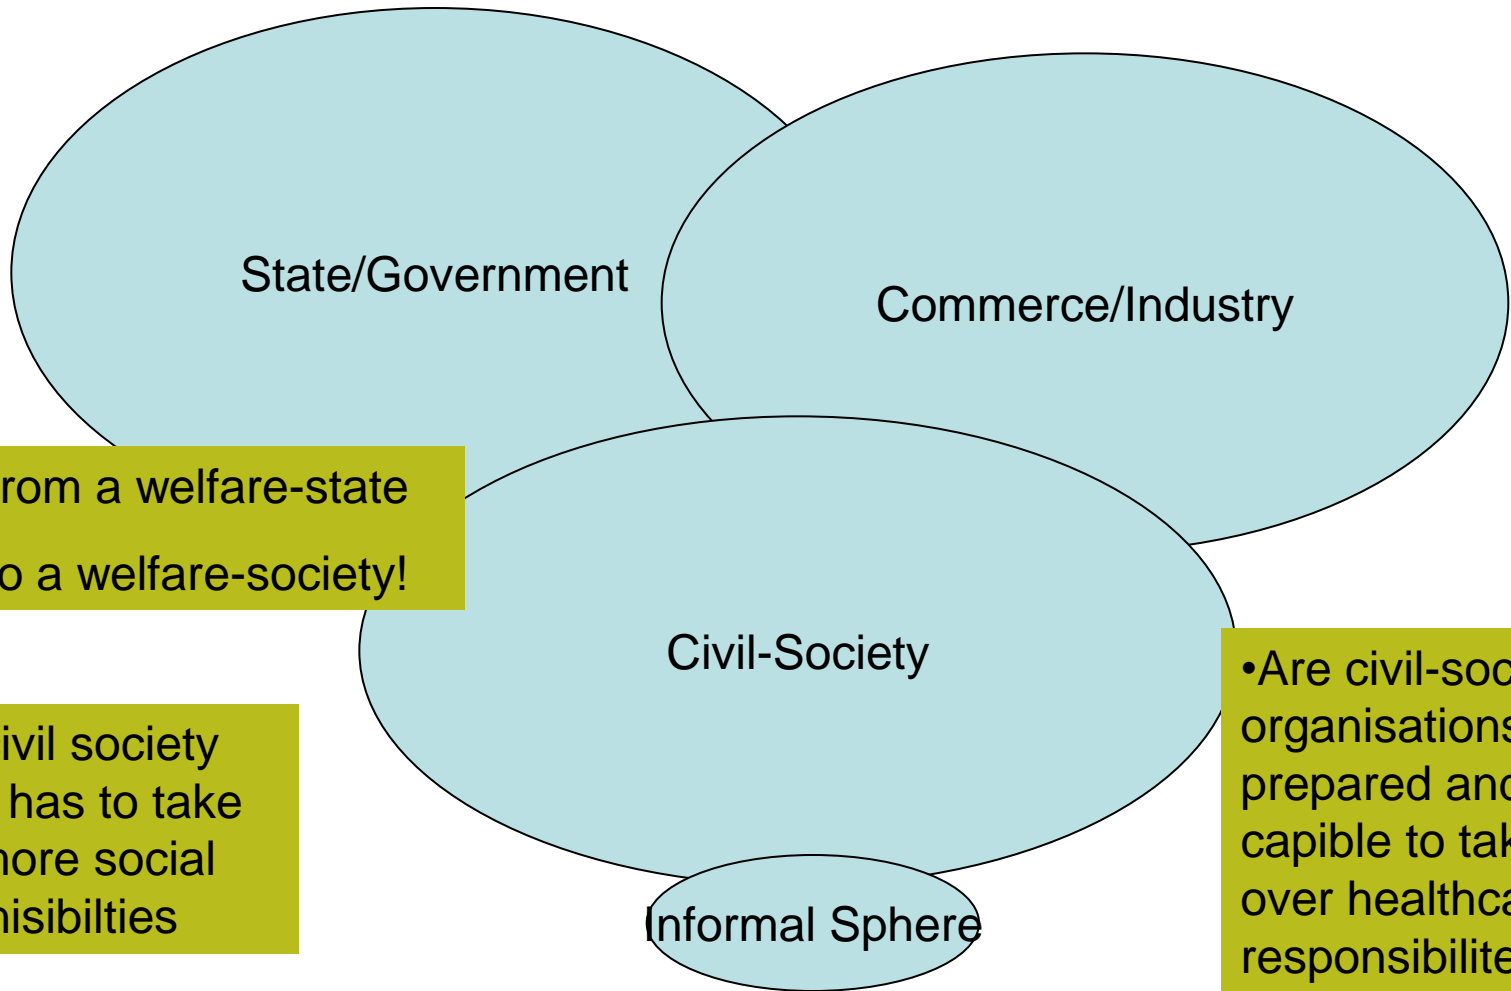 State/Government
Commerce/Industry
rom a welfare-state
o a welfare-society!
Civil-Society
ivil society
has to take
nore social
nisibilties
•Are civil-soc
organisations
prepared and
capible to tak
over healthca
responsibilite
Informal Sphere